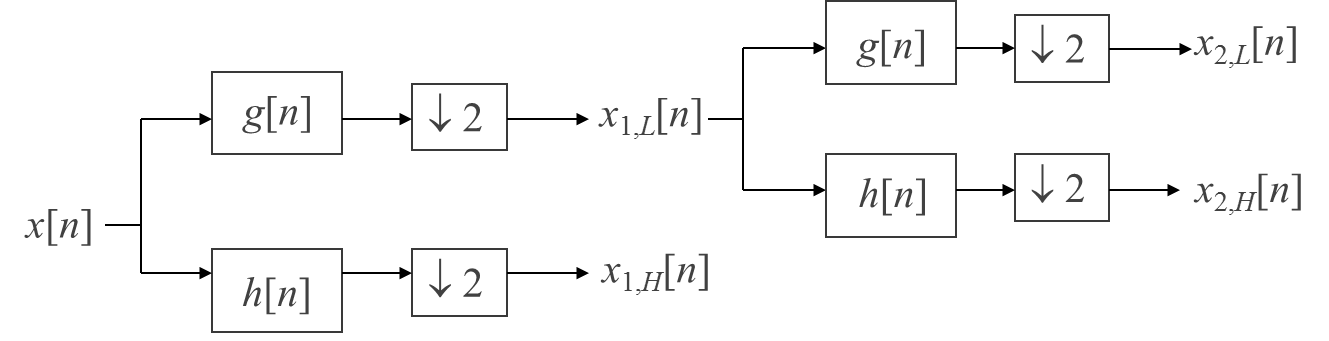 g[n] ↓ 2 x2,L[n]
g[n] ↓ 2 x1,L[n]
h[n] ↓ 2 x2,H[n]
x[n]
h[n] ↓ 2 x1,H[n]